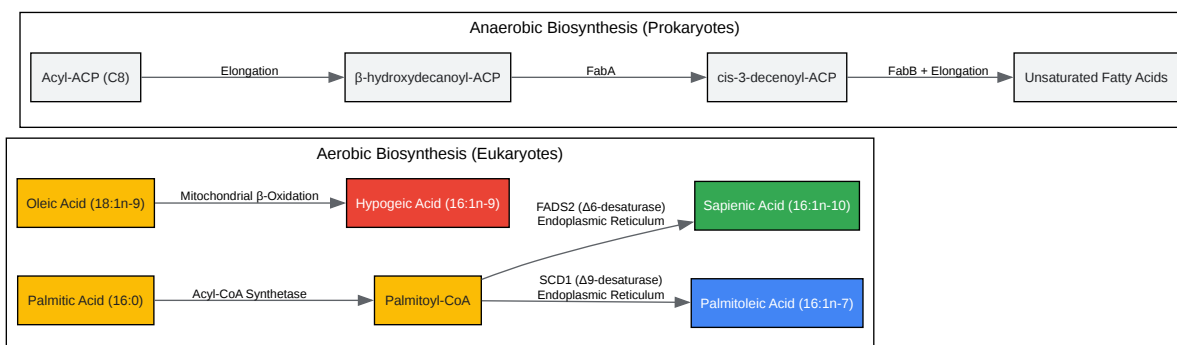 Anaerobic Biosynthesis (Prokaryotes)
Acyl-ACP (C8)
Elongation
β-hydroxydecanoyl-ACP
FabA
cis-3-decenoyl-ACP
FabB + Elongation
Unsaturated Fatty Acids
Aerobic Biosynthesis (Eukaryotes)
Oleic Acid (18:1n-9)
Mitochondrial β-Oxidation
Hypogeic Acid (16:1n-9)
FADS2 (Δ6-desaturase)
Endoplasmic Reticulum
Sapienic Acid (16:1n-10)
Palmitic Acid (16:0)
Acyl-CoA Synthetase
Palmitoyl-CoA
SCD1 (Δ9-desaturase)
Endoplasmic Reticulum
Palmitoleic Acid (16:1n-7)